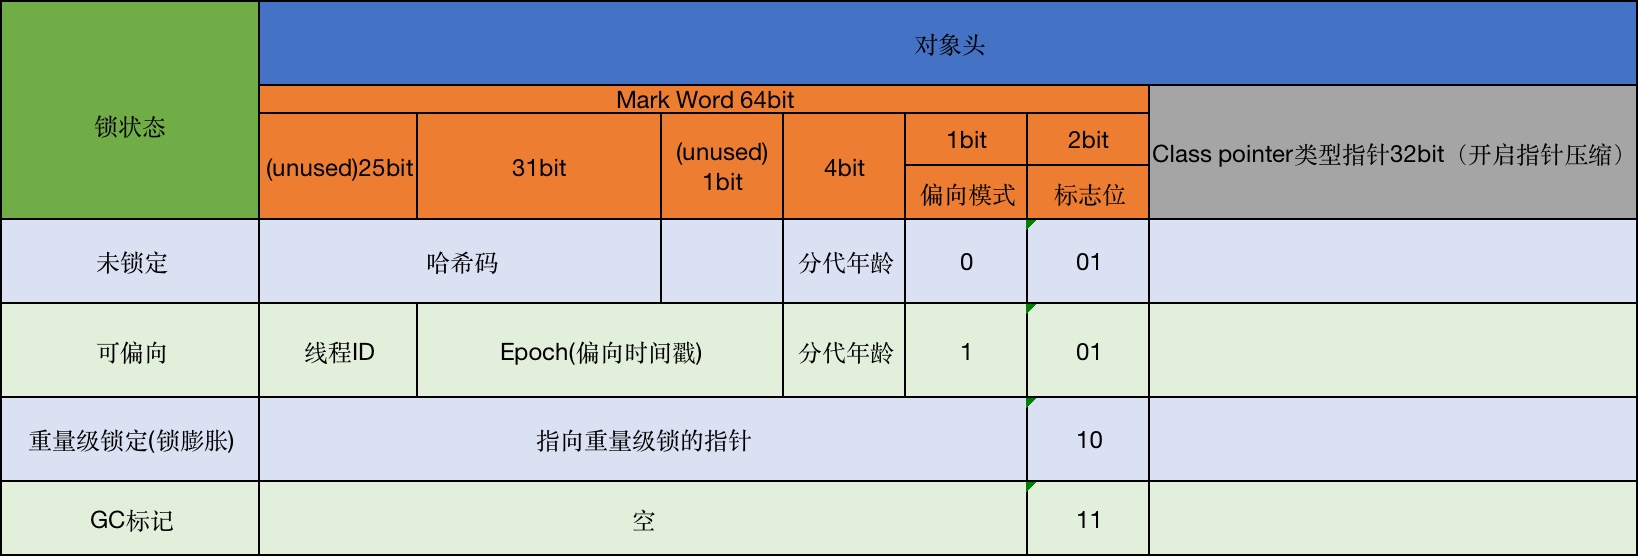 对象头
锁状态
Mark Word 64bit
(unused)25bit
31bit
(unused)
1bit
4bit
1bit
2bit
偏向模式
标志位
Class pointer类型指针32bit（开启指针压缩）
未锁定
哈希码
分代年龄
0
01
可偏向
线程ID
Epoch(偏向时间戳)
分代年龄
1
01
重量级锁定(锁膨胀)
指向重量级锁的指针
10
GC标记
空
11